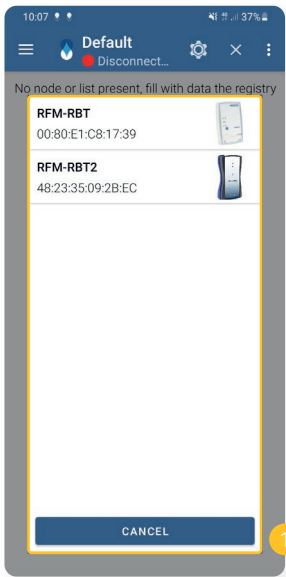 10:07 37%
Default
Disconnect...
No node or list present, fill with data the registry
RFM-RBT
00:80:E1:C8:17:39
RFM-RBT2
48:23:35:09:2B:EC
CANCEL